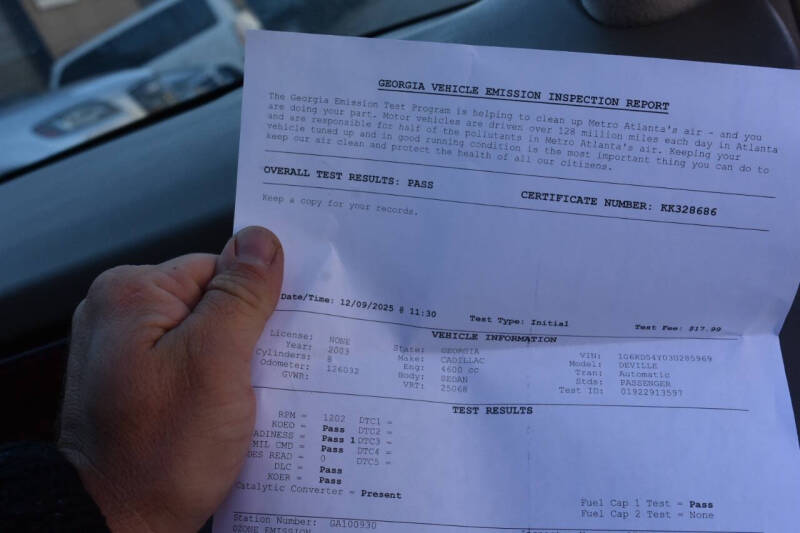 GEORGIA VEHICLE EMISSION INSPECTION REPORT
The Georgia Emission Test Program is helping to clean up Metro Atlanta's air - and you
are doing your part. Motor vehicles are driven over 128 million miles each day in Atlanta
and are responsible for half of the pollutants in Metro Atlanta's air. Keeping your
vehicle tuned up and in good running condition is the most important thing you can do to
keep our air clean and protect the health of all our citizens.
OVERALL TEST RESULTS: PASS CERTIFICATE NUMBER: KK328686
Keep a copy for your records.
Date/Time: 12/09/2025 @ 11:30 Test Type: Initial Test Fee: $17.99
VEHICLE INFORMATION
License: NONE State: GEORGIA VIN: 1G6KD54Y03U285969
Year: 2003 Make: CADILLAC Model: DEVILLE
Cylinders: 8 Eng: 4600 cc Tran: Automatic
Odometer: 126032 Body: SEDAN Stds: PASSENGER
GVWR: VRT: 25068 Test ID: 01922913597
TEST RESULTS
RPM = 1202 DTC1 =
KOEO = Pass DTC2 =
ADINESS = Pass 1 DTC3 =
MIL CMD = Pass DTC4 =
DES READ = 0 DTC5 =
DLC = Pass
KOER = Pass
Catalytic Converter = Present
Fuel Cap 1 Test = Pass
Fuel Cap 2 Test = None
Station Number: GA100930
OZONE EMISSION